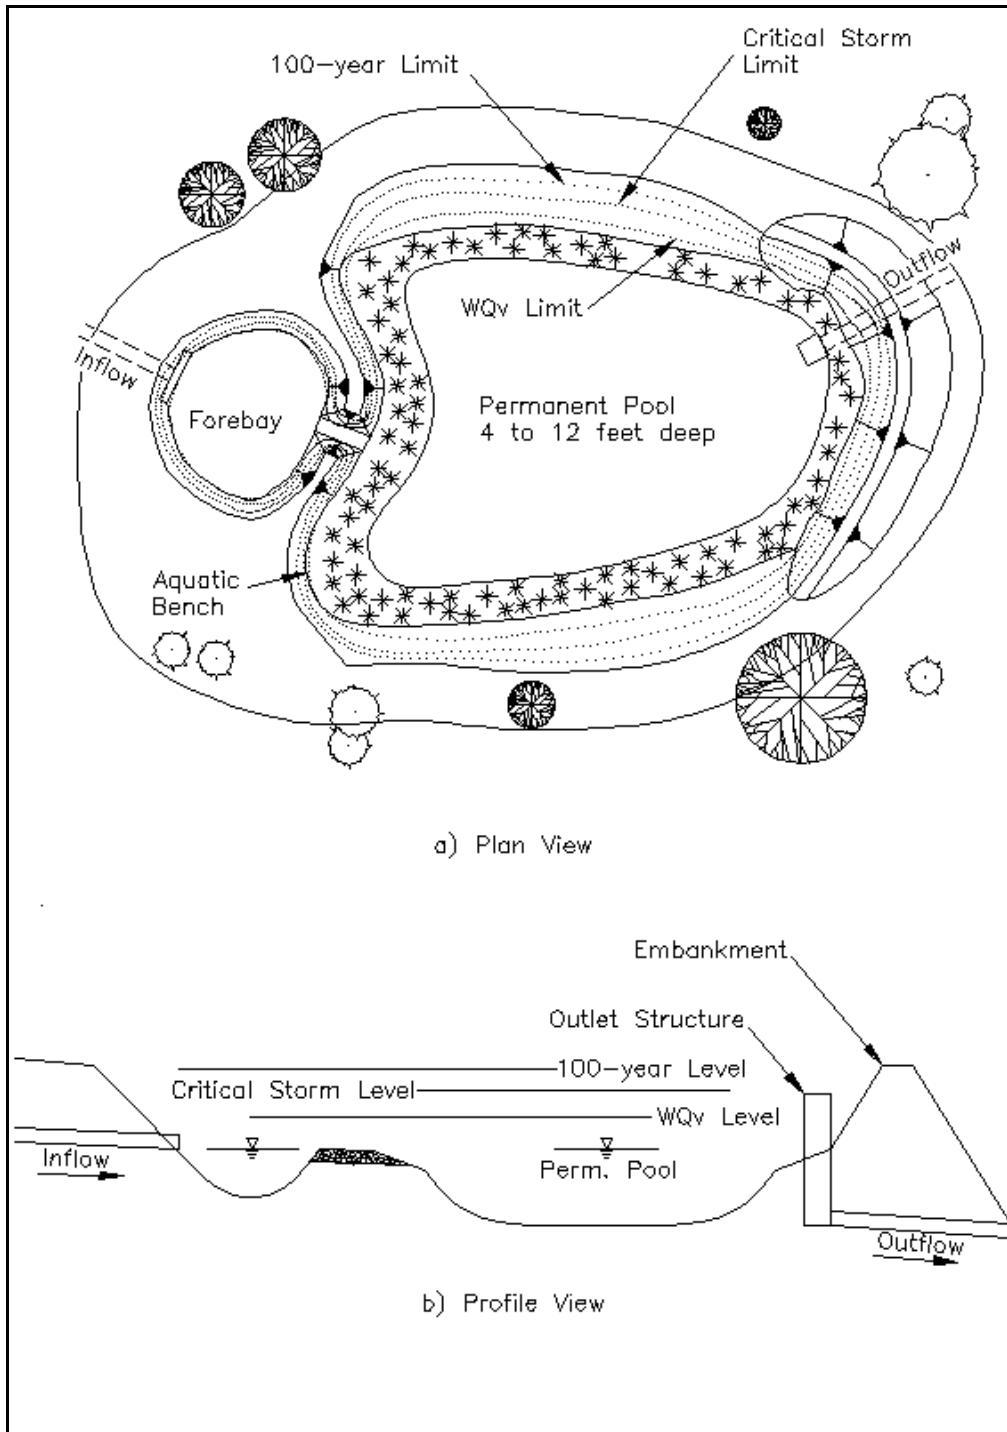 100-year Limit
Critical Storm
Limit
Outflow
WQv Limit
Inflow
Forebay
Permanent Pool
4 to 12 feet deep
Aquatic
Bench
a) Plan View
Embankment
Outlet Structure
100-year Level
Critical Storm Level
WQv Level
Inflow
Perm. Pool
Outflow
b) Profile View